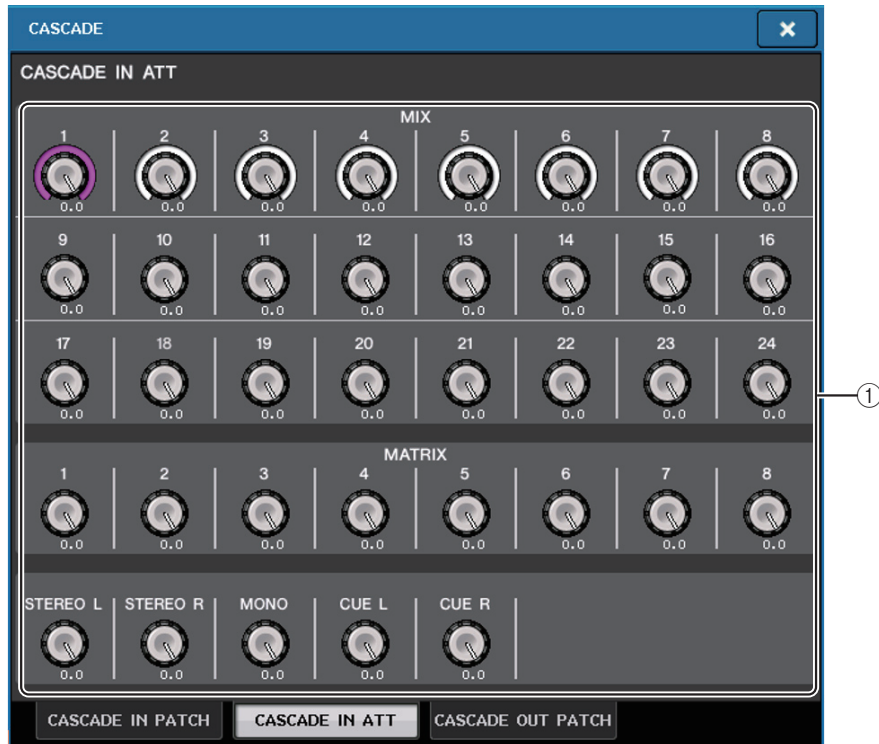 CASCADE
CASCADE IN ATT
MIX
1 2 3 4 5 6 7 8
0.0 0.0 0.0 0.0 0.0 0.0 0.0 0.0
9 10 11 12 13 14 15 16
0.0 0.0 0.0 0.0 0.0 0.0 0.0 0.0
17 18 19 20 21 22 23 24
0.0 0.0 0.0 0.0 0.0 0.0 0.0 0.0
①
MATRIX
1 2 3 4 5 6 7 8
0.0 0.0 0.0 0.0 0.0 0.0 0.0 0.0
STEREO L STEREO R MONO CUE L CUE R
0.0 0.0 0.0 0.0 0.0
CASCADE IN PATCH CASCADE IN ATT CASCADE OUT PATCH